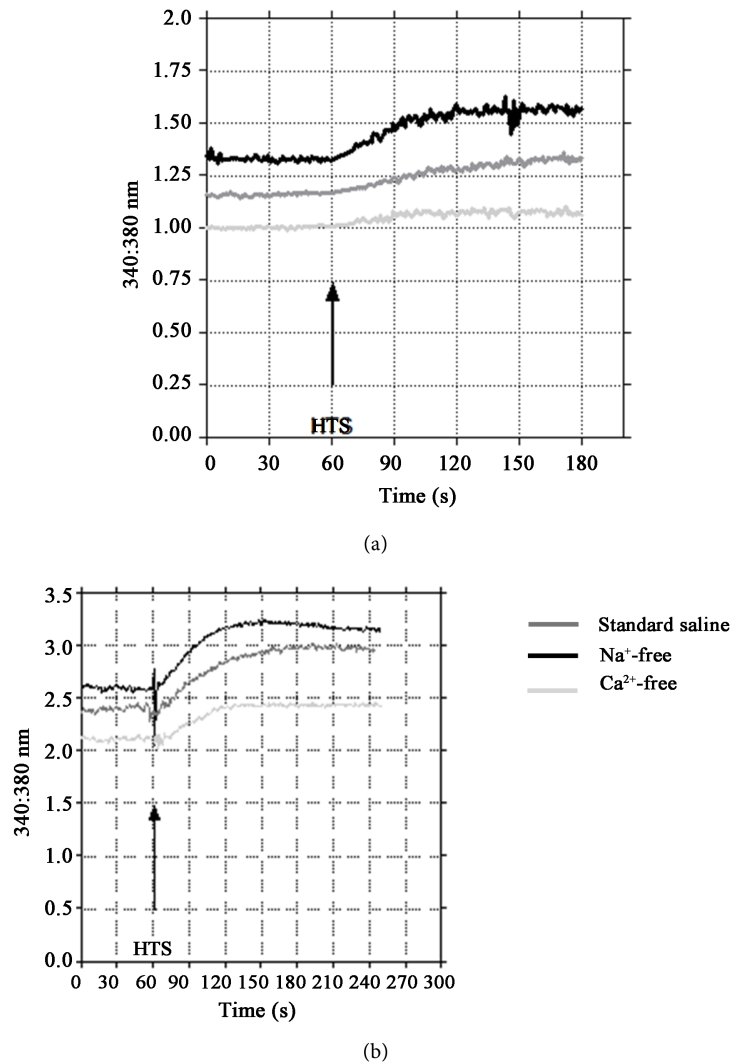 2.0
1.75
1.50
1.25
1.00
0.75
0.50
0.25
0.00
340:380 nm
HTS
0 30 60 90 120 150 180
Time (s)
(a)
3.5
3.0
2.5
2.0
1.5
1.0
0.5
0.0
340:380 nm
HTS
0 30 60 90 120 150 180 210 240 270 300
Time (s)
Standard saline
Na⁺-free
Ca²⁺-free
(b)